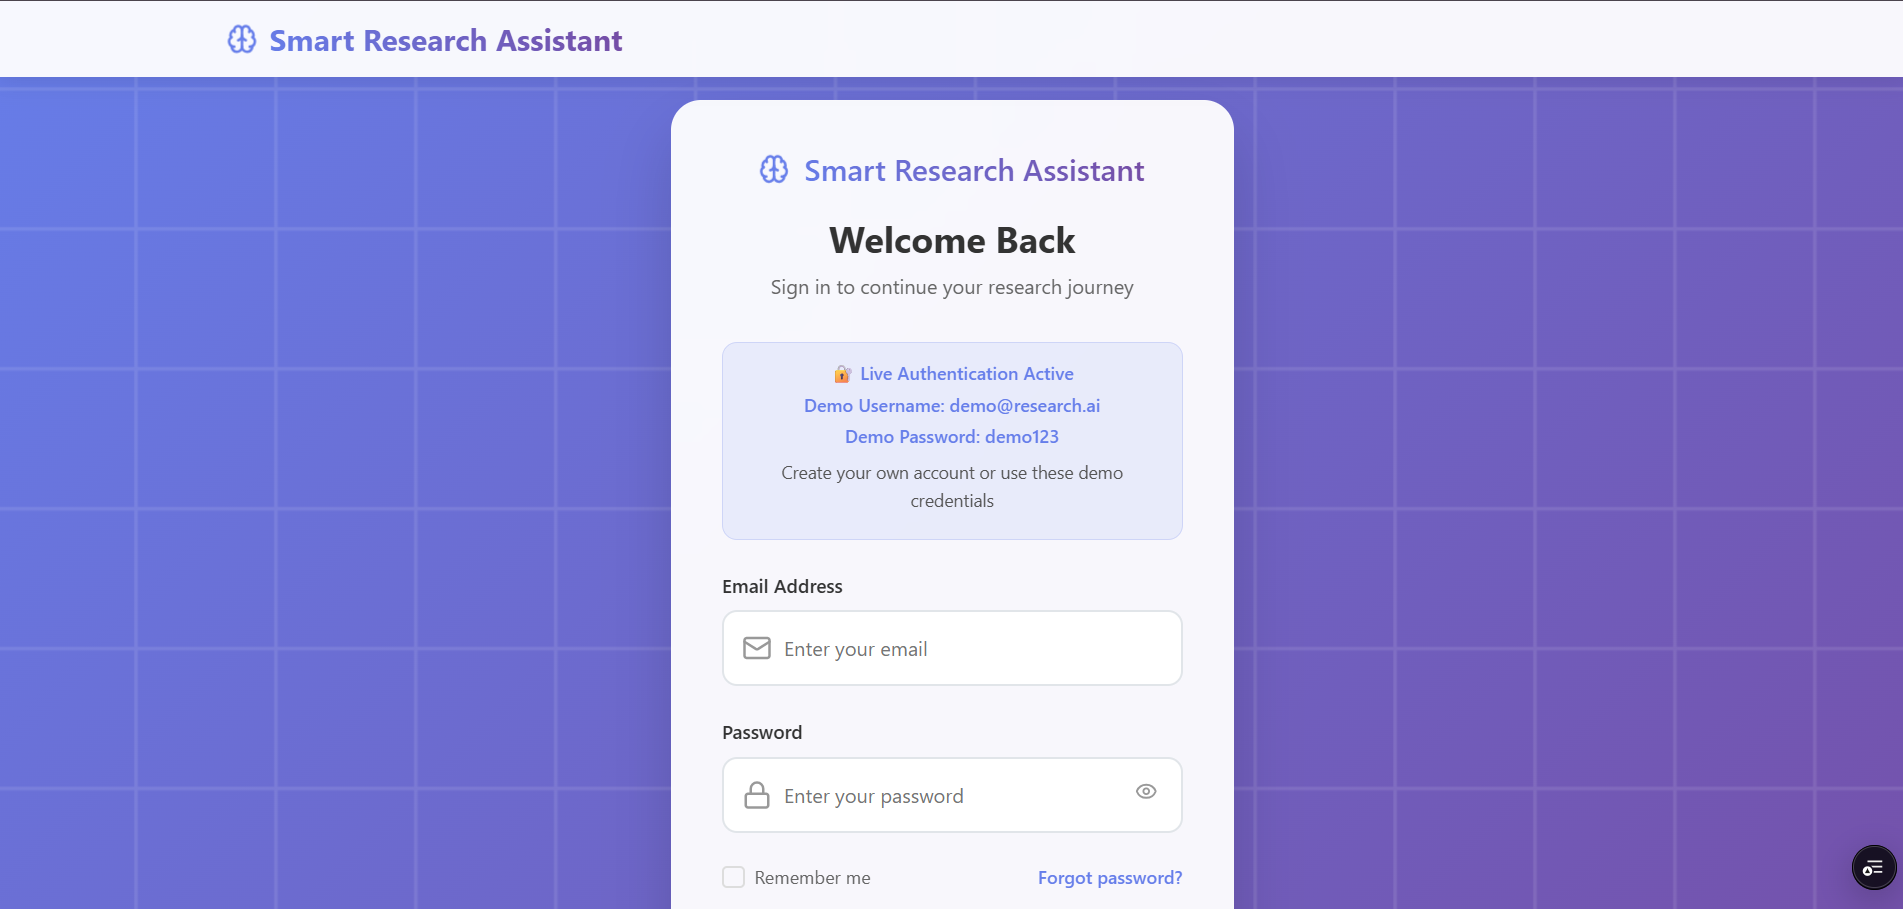 Smart Research Assistant
Smart Research Assistant
Welcome Back
Sign in to continue your research journey
🔐 Live Authentication Active
Demo Username: demo@research.ai
Demo Password: demo123
Create your own account or use these demo
credentials
Email Address
Enter your email
Password
Enter your password
Remember me
Forgot password?